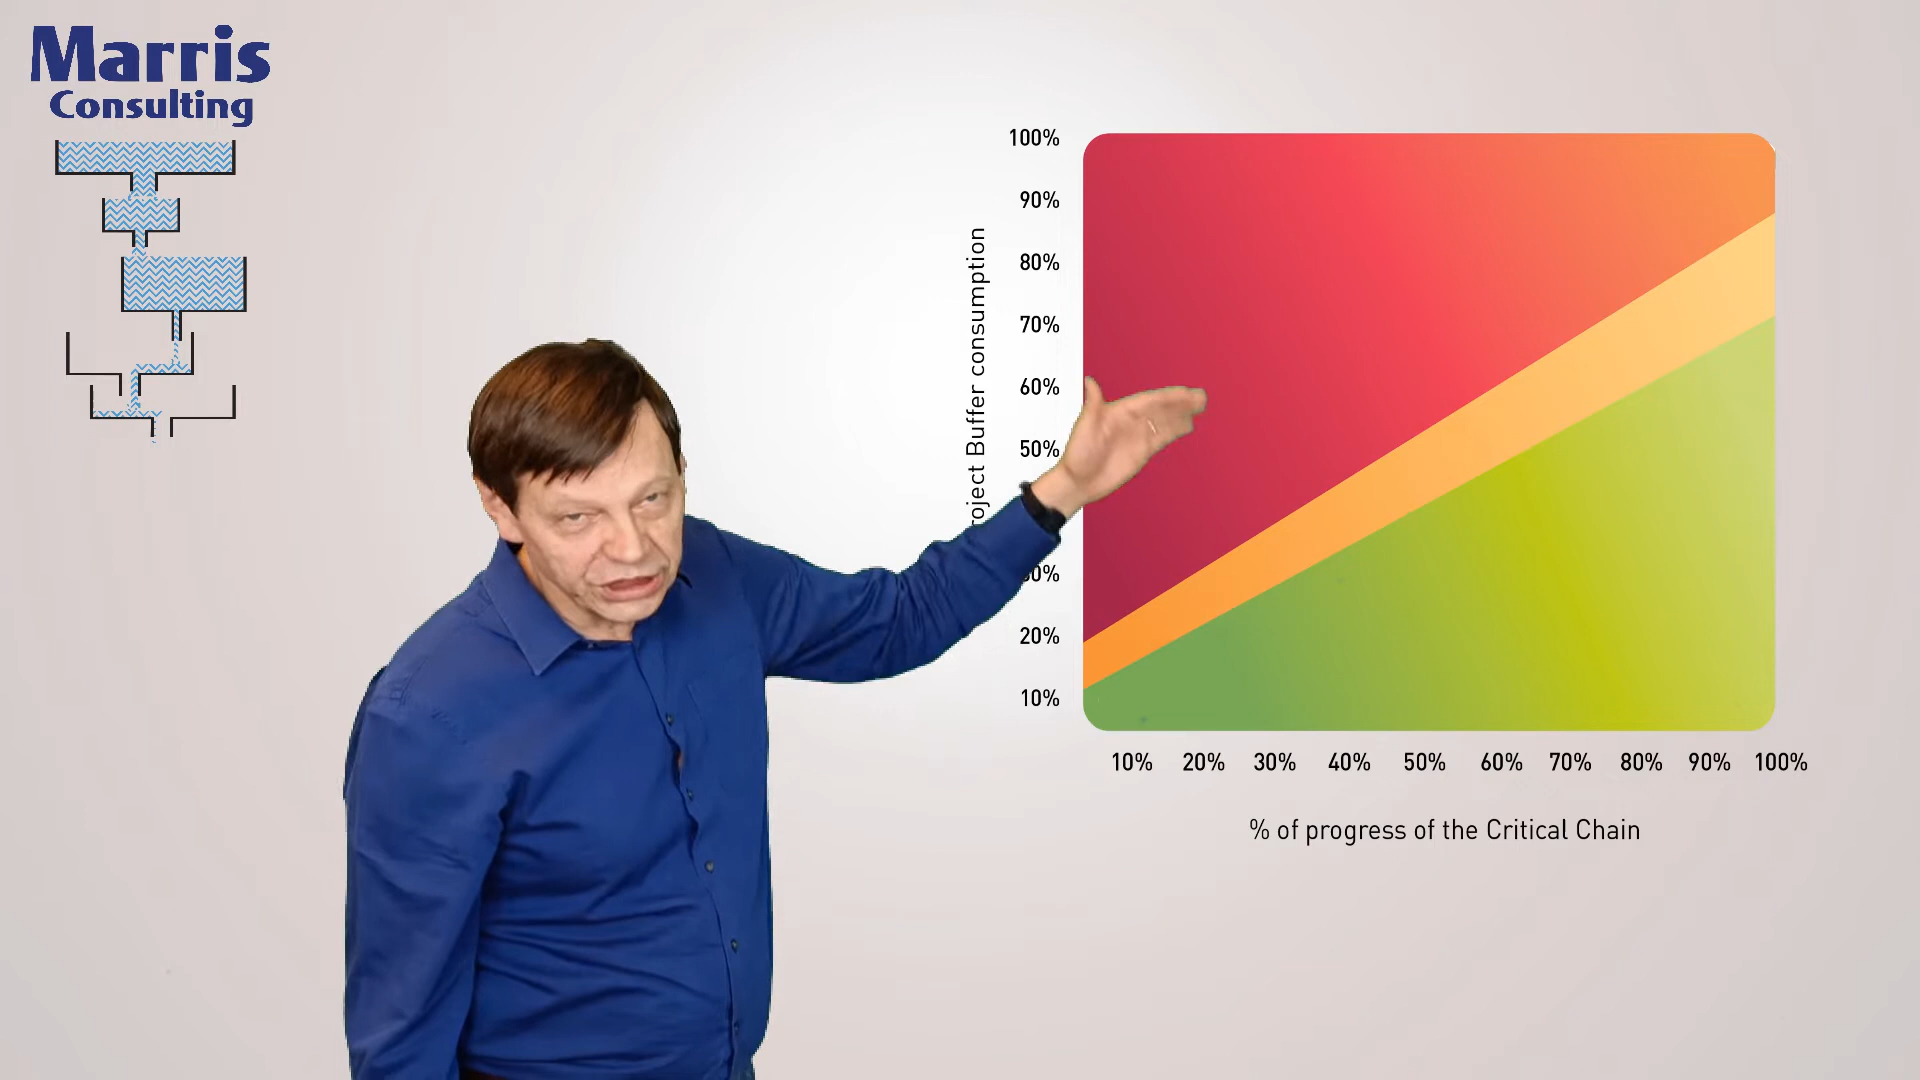 Marris
Consulting
100%
90%
80%
70%
60%
50%
20%
10%
Buffer consumption
10% 20% 30% 40% 50% 60% 70% 80% 90% 100%
% of progress of the Critical Chain